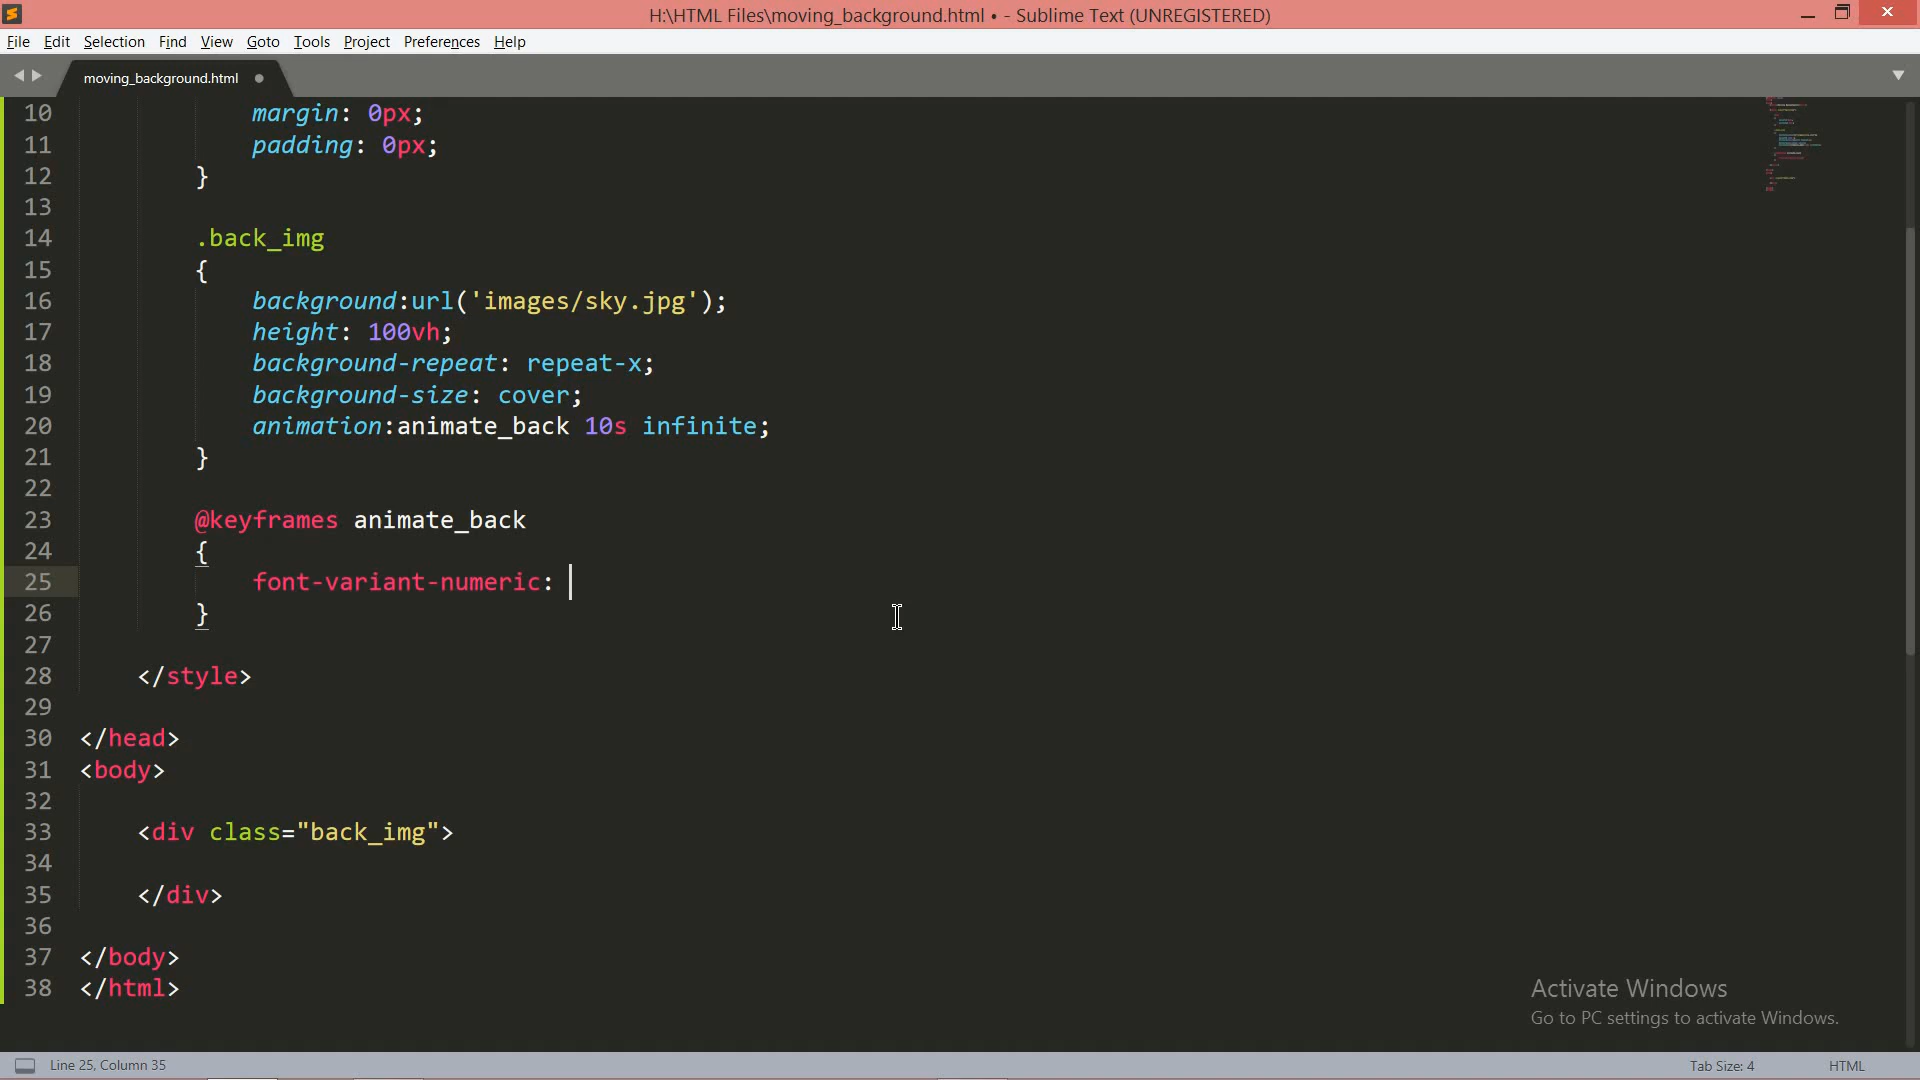 H:\HTML Files\moving_background.html • - Sublime Text (UNREGISTERED)
File Edit Selection Find View Goto Tools Project Preferences Help
moving_background.html
10 margin: 0px;
11 padding: 0px;
12 }
13
14 .back_img
15 {
16 background:url('images/sky.jpg');
17 height: 100vh;
18 background-repeat: repeat-x;
19 background-size: cover;
20 animation:animate_back 10s infinite;
21 }
22
23 @keyframes animate_back
24 {
25 font-variant-numeric:
26 }
27
28 </style>
29
30 </head>
31 <body>
32
33 <div class="back_img">
34
35 </div>
36
37 </body>
38 </html>
Activate Windows
Go to PC settings to activate Windows.
Line 25, Column 35 Tab Size: 4 HTML